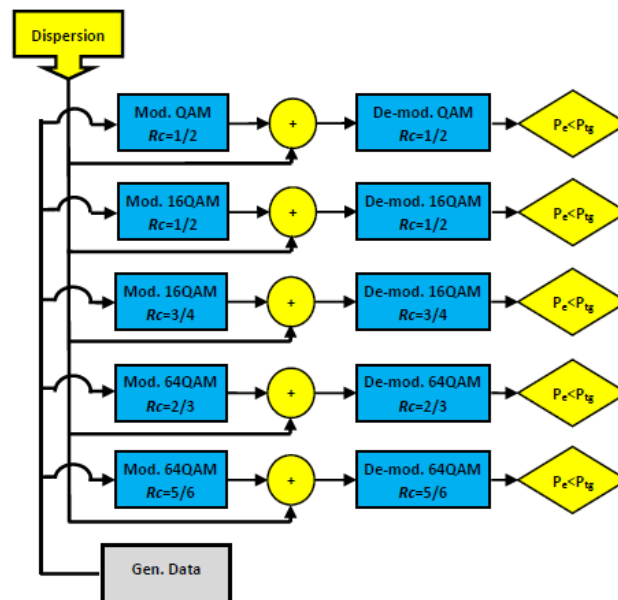 Dispersion
Mod. QAM
Rc=1/2
+
De-mod. QAM
Rc=1/2
Pe<Ptg
Mod. 16QAM
Rc=1/2
+
De-mod. 16QAM
Rc=1/2
Pe<Ptg
Mod. 16QAM
Rc=3/4
+
De-mod. 16QAM
Rc=3/4
Pe<Ptg
Mod. 64QAM
Rc=2/3
+
De-mod. 64QAM
Rc=2/3
Pe<Ptg
Mod. 64QAM
Rc=5/6
+
De-mod. 64QAM
Rc=5/6
Pe<Ptg
Gen. Data